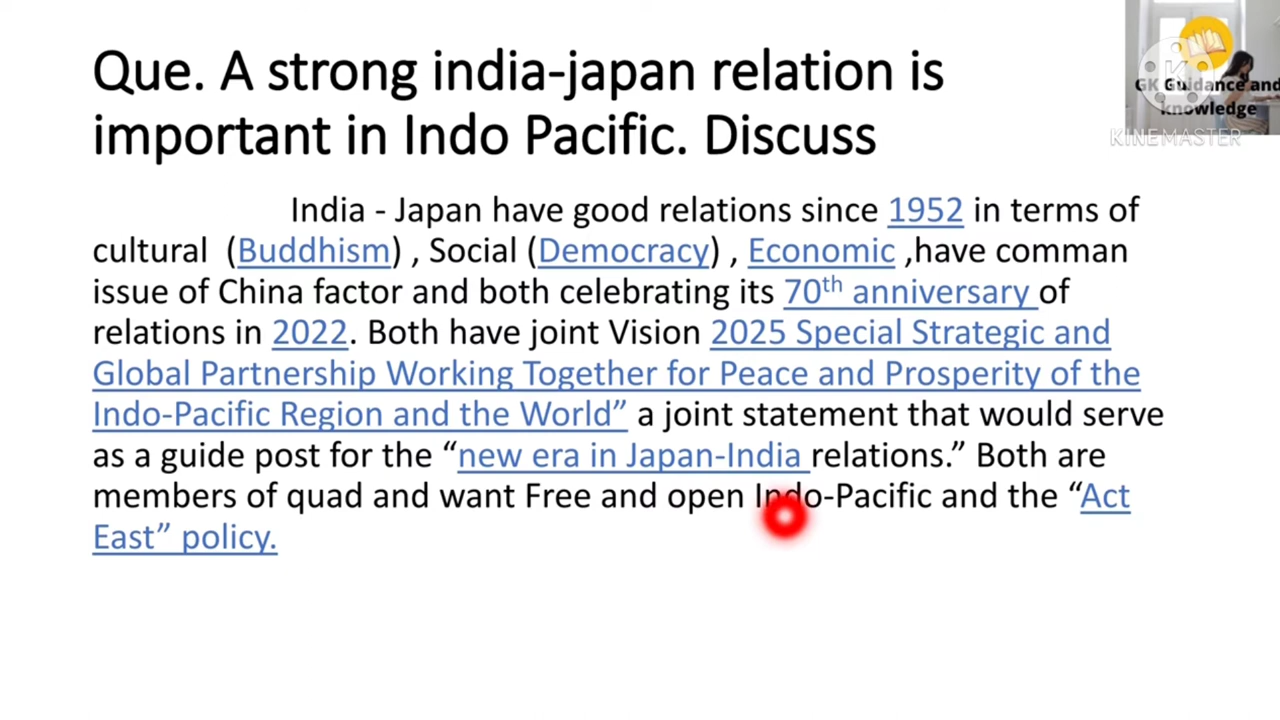 Que. A strong india-japan relation is
important in Indo Pacific. Discuss
India - Japan have good relations since 1952 in terms of
cultural (Buddhism) , Social (Democracy) , Economic ,have comman
issue of China factor and both celebrating its 70th anniversary of
relations in 2022. Both have joint Vision 2025 Special Strategic and
Global Partnership Working Together for Peace and Prosperity of the
Indo-Pacific Region and the World” a joint statement that would serve
as a guide post for the “new era in Japan-India relations.” Both are
members of quad and want Free and open Indo-Pacific and the “Act
East” policy.
K
GK Guidance and
knowledge
KINEMASTER